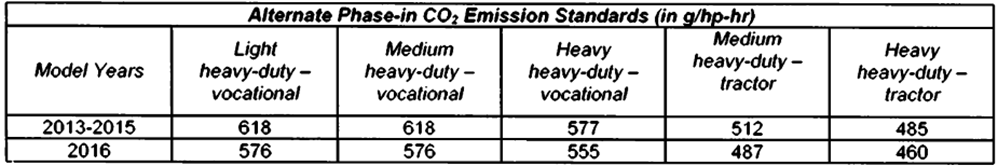 Alternate Phase-in CO₂ Emission Standards (in g/hp-hr)
Model Years | Light heavy-duty – vocational | Medium heavy-duty – vocational | Heavy heavy-duty – vocational | Medium heavy-duty – tractor | Heavy heavy-duty – tractor
2013-2015 | 618 | 618 | 577 | 512 | 485
2016 | 576 | 576 | 555 | 487 | 460